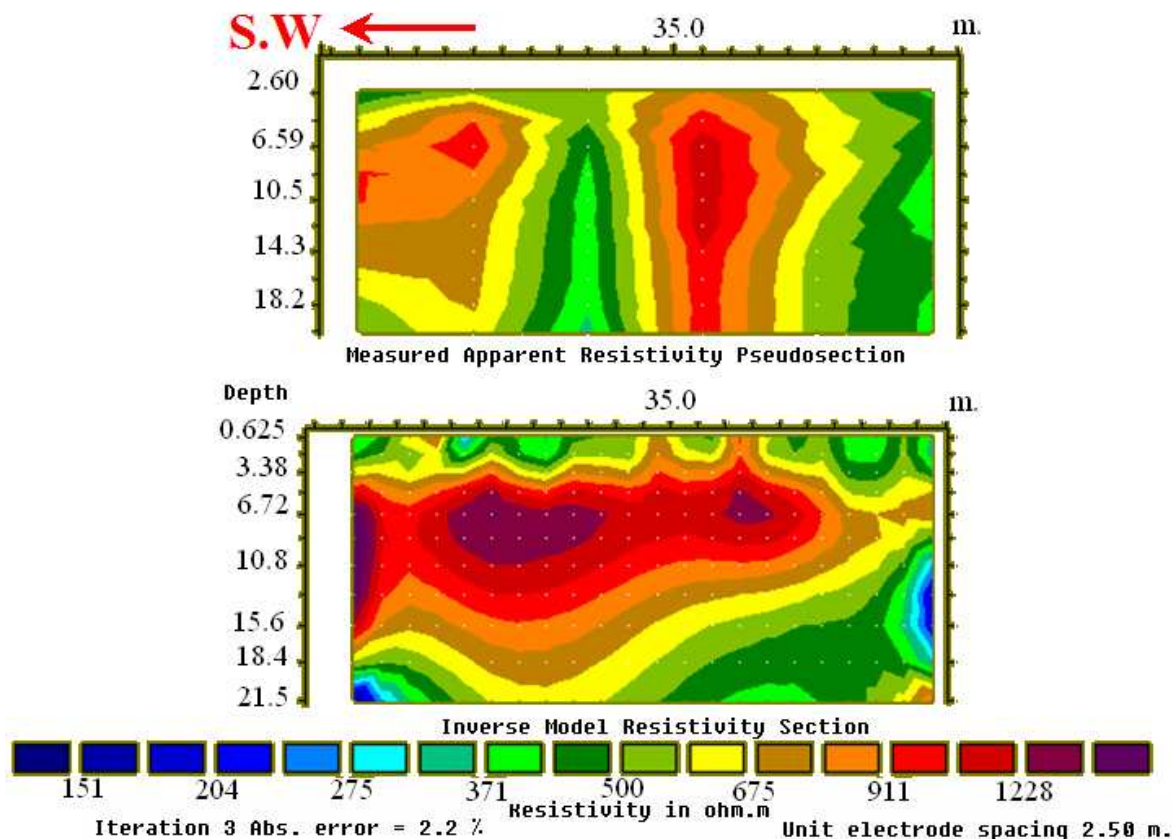 S.W 35.0 m.
2.60
6.59
10.5
14.3
18.2
Measured Apparent Resistivity Pseudosection
Depth 35.0 m.
0.625
3.38
6.72
10.8
15.6
18.4
21.5
Inverse Model Resistivity Section
151 204 275 371 500 675 911 1228
Resistivity in ohm.m
Iteration 3 Abs. error = 2.2 % Unit electrode spacing 2.50 m.